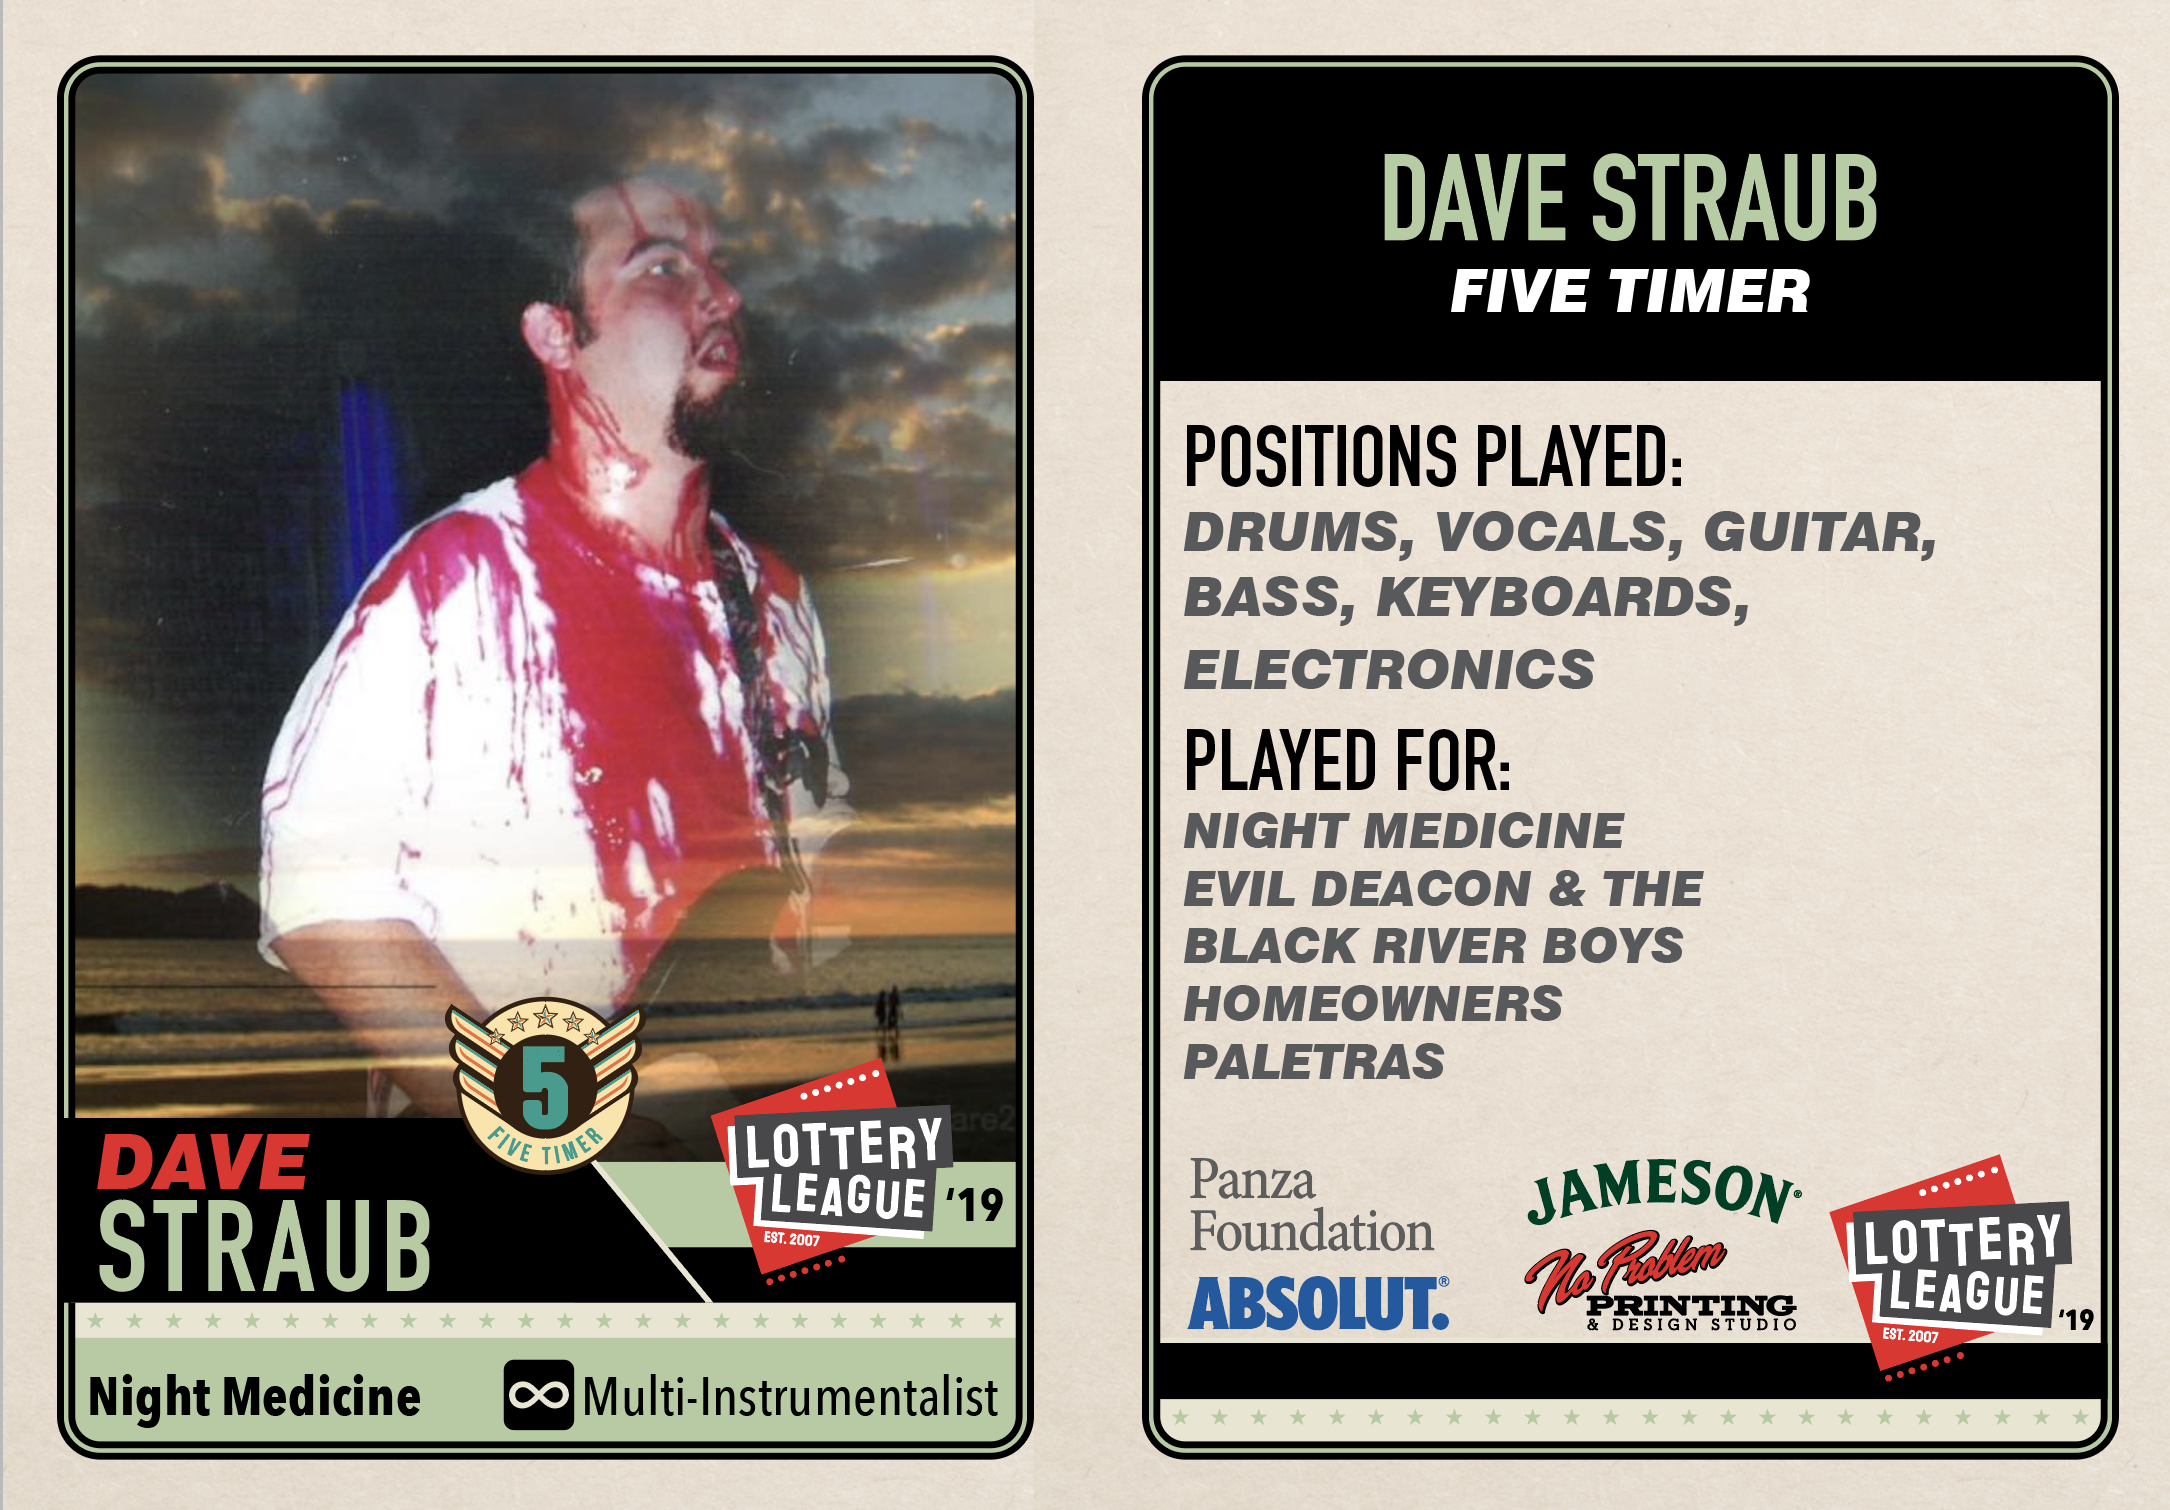 5
FIVE TIMER
are2
DAVE
STRAUB
LOTTERY
LEAGUE
EST. 2007
'19
Night Medicine
Multi-Instrumentalist
DAVE STRAUB
FIVE TIMER
POSITIONS PLAYED:
DRUMS, VOCALS, GUITAR,
BASS, KEYBOARDS,
ELECTRONICS
PLAYED FOR:
NIGHT MEDICINE
EVIL DEACON & THE
BLACK RIVER BOYS
HOMEOWNERS
PALETRAS
Panza
Foundation
ABSOLUT.®
JAMESON®
No Problem
PRINTING
& DESIGN STUDIO
LOTTERY
LEAGUE
EST. 2007
'19